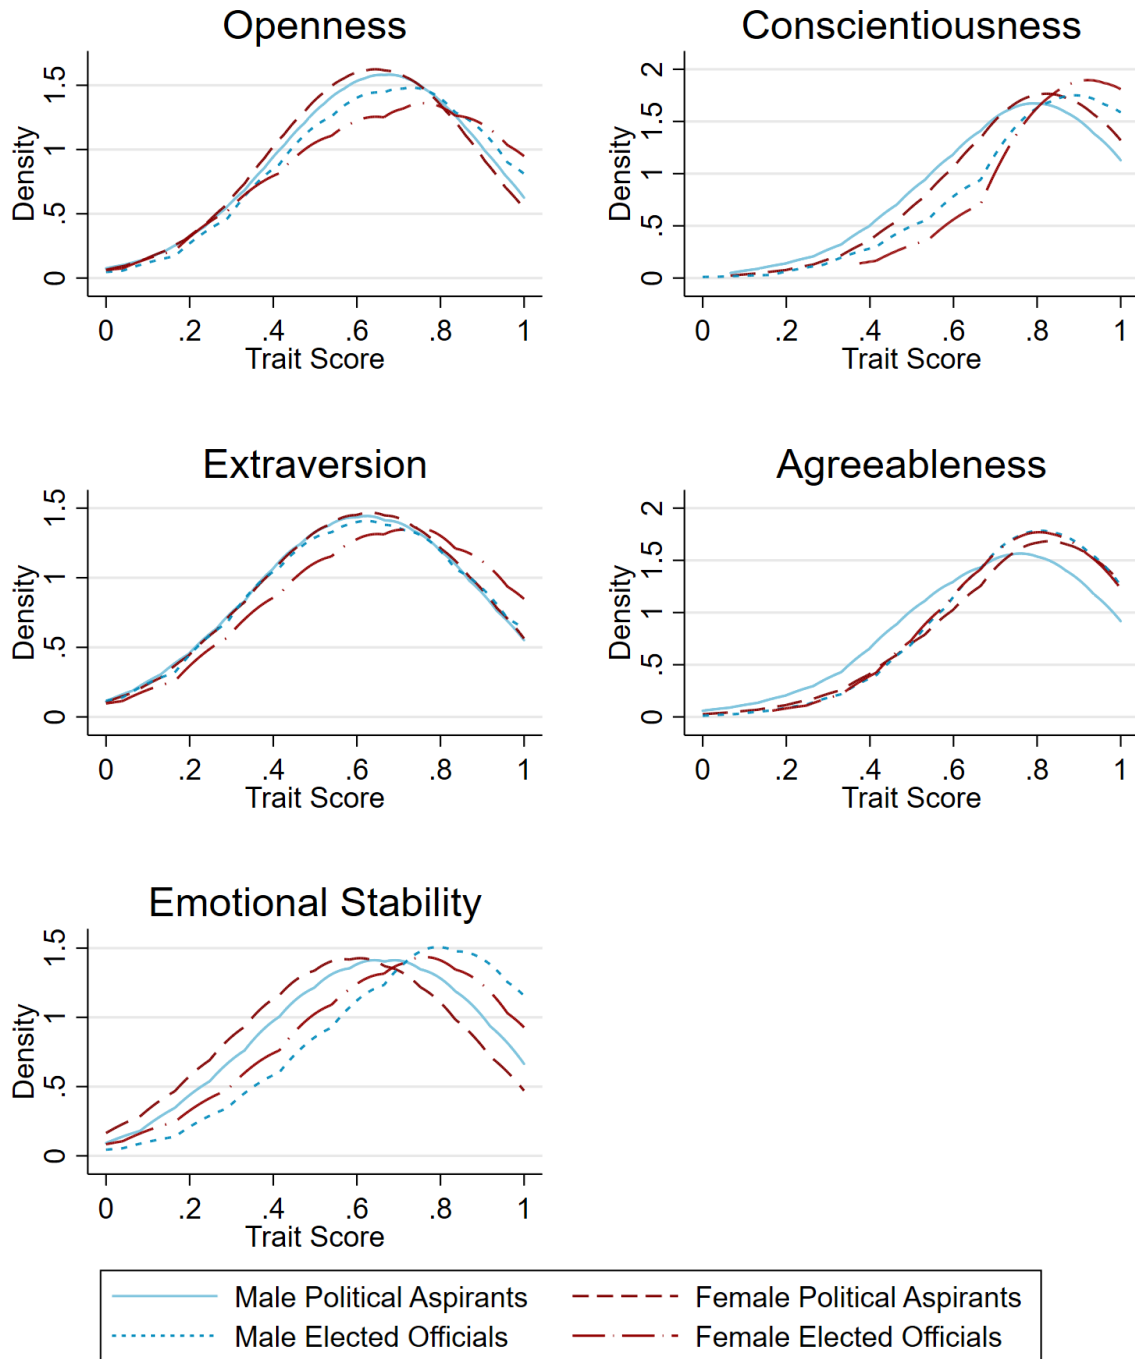 Openness
Density
0 .5 1 1.5
0 .2 .4 .6 .8 1
Trait Score
Conscientiousness
Density
0 .5 1 1.5 2
0 .2 .4 .6 .8 1
Trait Score
Extraversion
Density
0 .5 1 1.5
0 .2 .4 .6 .8 1
Trait Score
Agreeableness
Density
0 .5 1 1.5 2
0 .2 .4 .6 .8 1
Trait Score
Emotional Stability
Density
0 .5 1 1.5
0 .2 .4 .6 .8 1
Trait Score
Male Political Aspirants
Female Political Aspirants
Male Elected Officials
Female Elected Officials